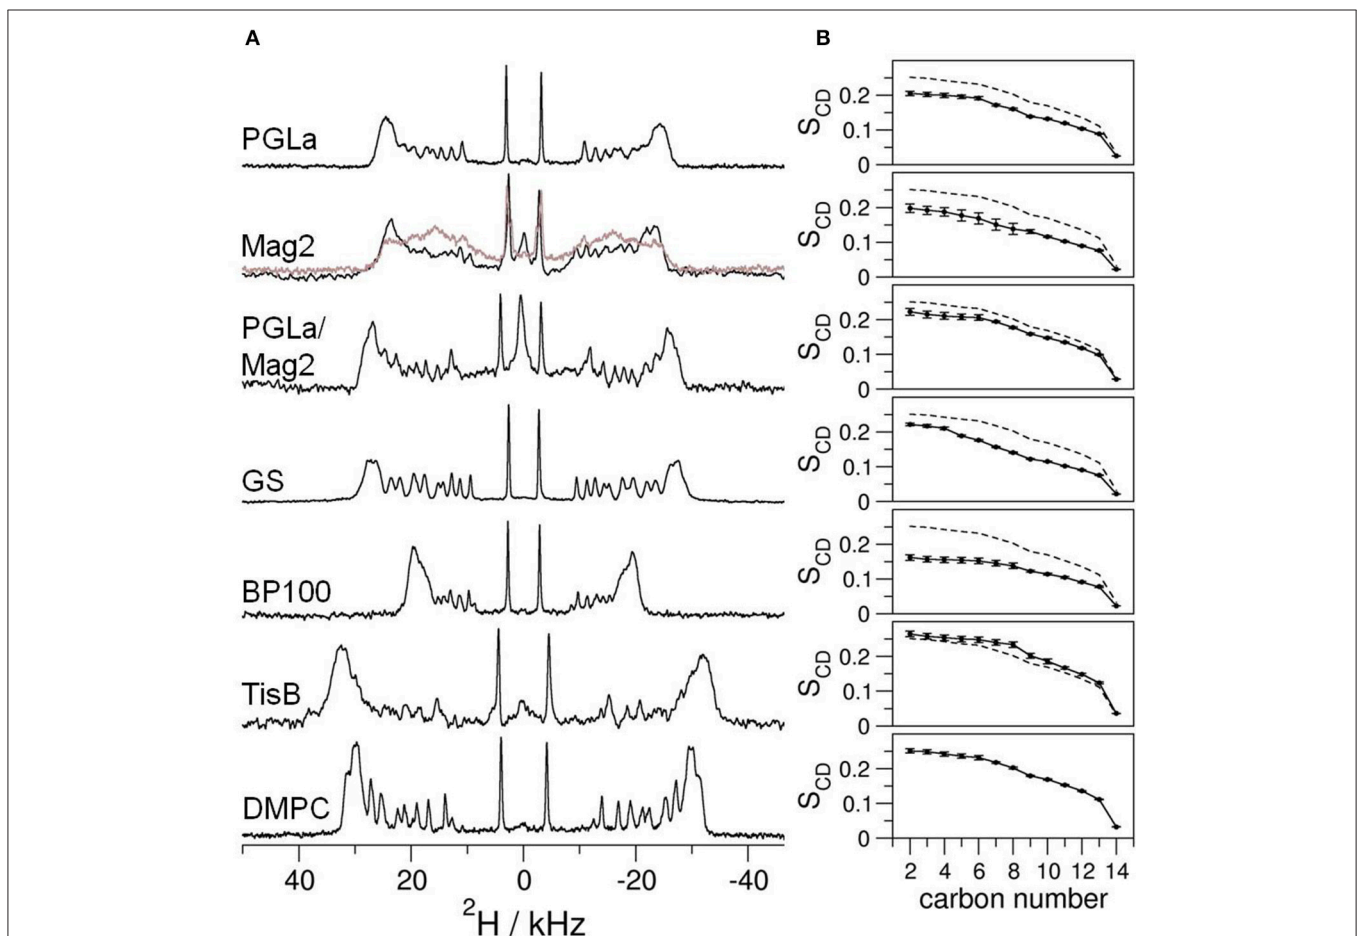 A
B
PGLa
Mag2
PGLa/
Mag2
GS
BP100
TisB
DMPC
40 20 0 -20 -40
²H / kHz
S_CD 0.2 0.1 0
S_CD 0.2 0.1 0
S_CD 0.2 0.1 0
S_CD 0.2 0.1 0
S_CD 0.2 0.1 0
S_CD 0.2 0.1 0
S_CD 0.2 0.1 0
2 4 6 8 10 12 14
carbon number